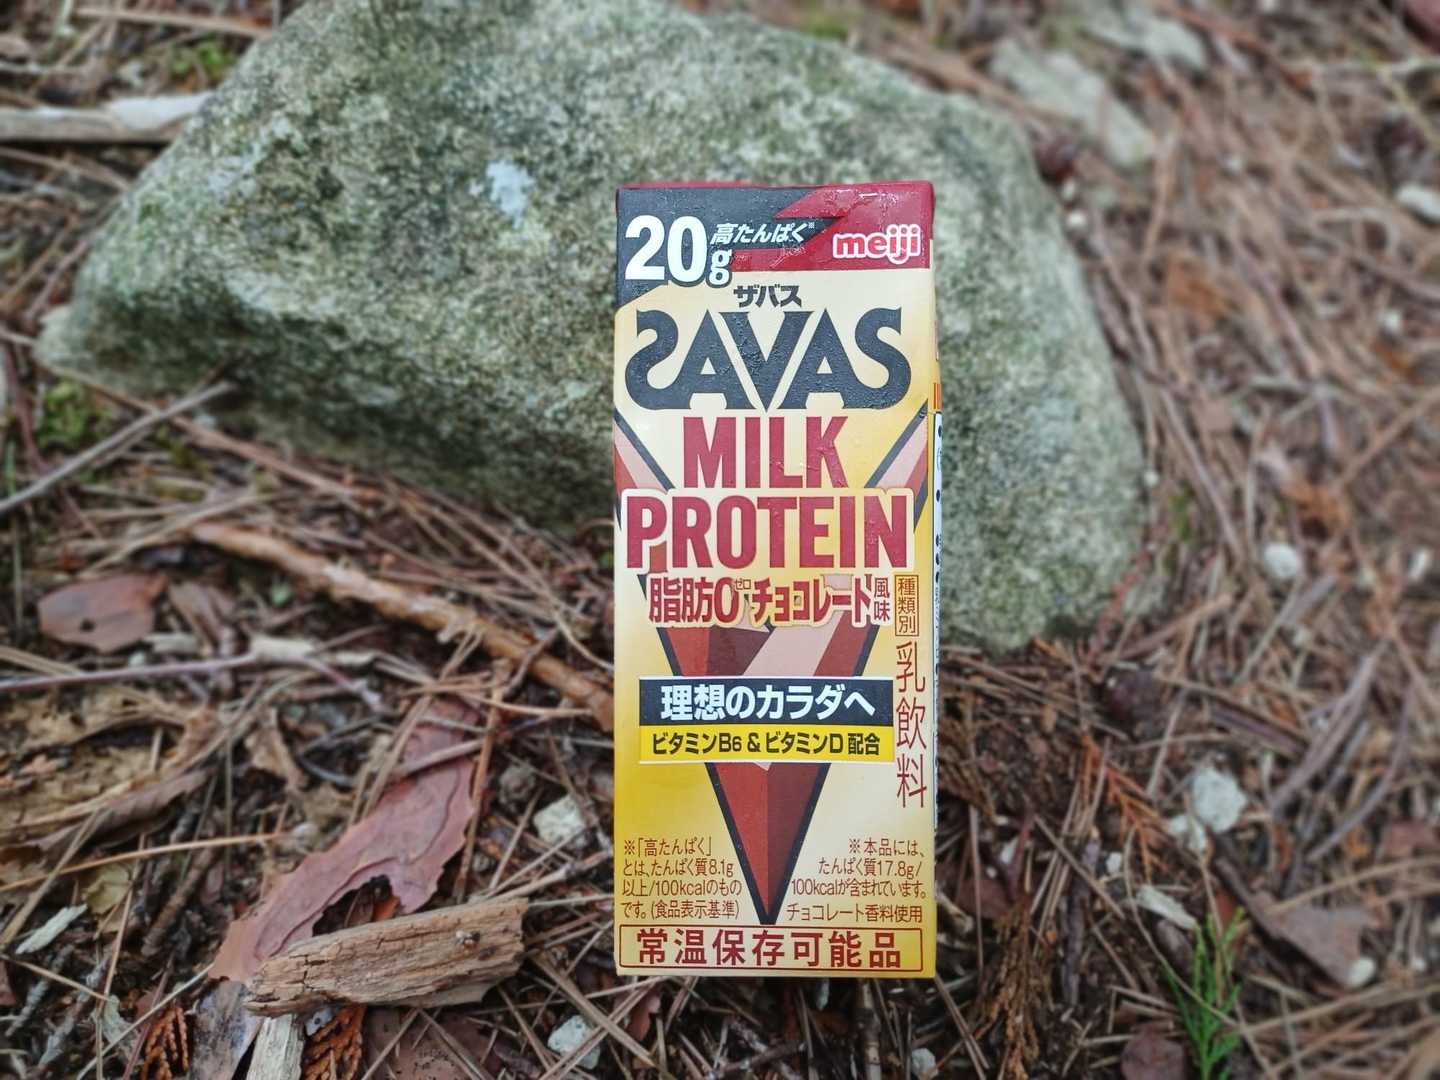 20g 高たんぱく※
meiji
ザバス
SAVAS
MILK
PROTEIN
脂肪0ゼロ チョコレート風味
種類別 乳飲料
理想のカラダへ
ビタミンB6 & ビタミンD 配合
※「高たんぱく」
とは、たんぱく質8.1g
以上/100kcalのもの
です。(食品表示基準)
※本品には、
たんぱく質17.8g/
100kcalが含まれています。
チョコレート香料使用
常温保存可能品